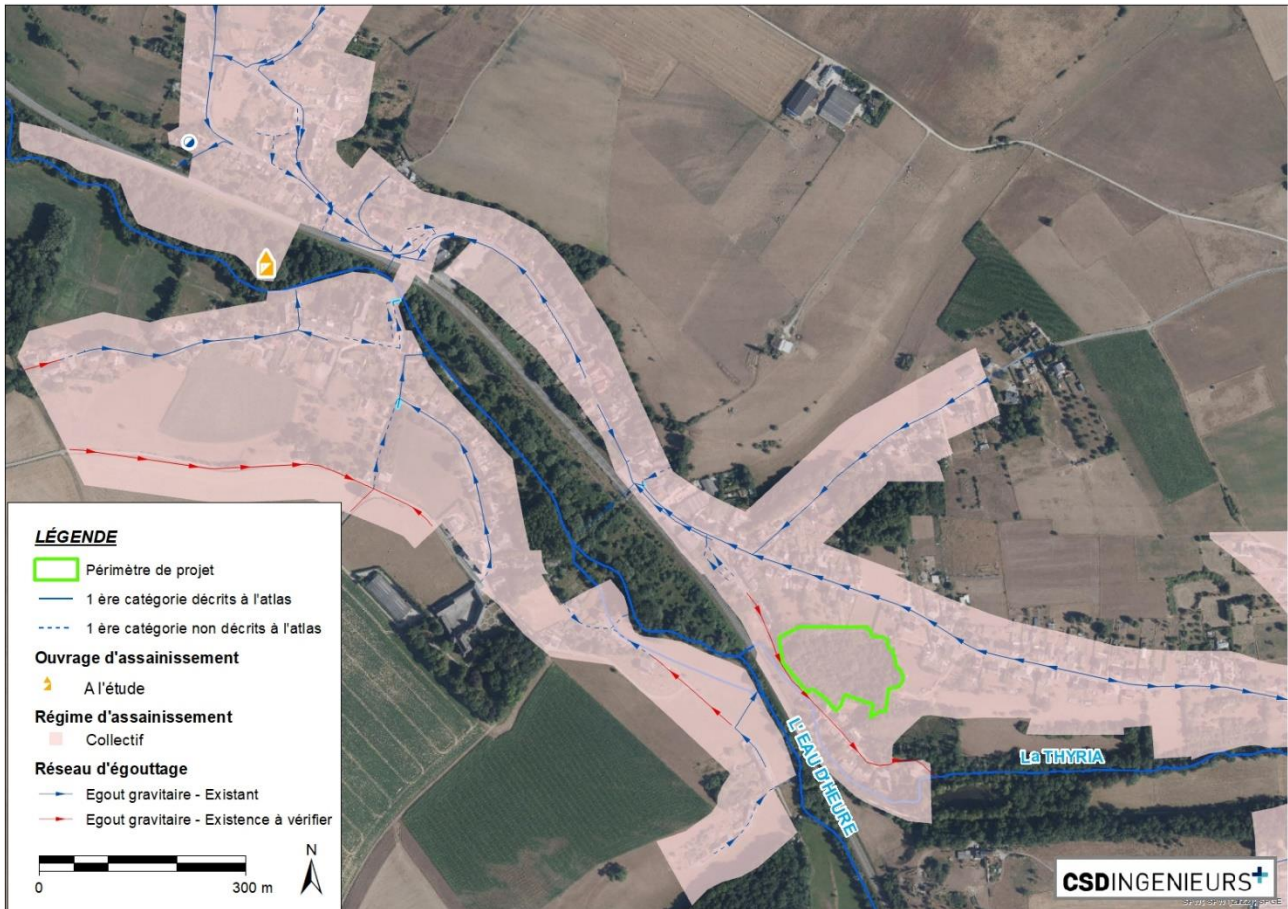 L' EAU D'HEURE
La THYRIA
LÉGENDE
Périmètre de projet
1 ère catégorie décrits à l'atlas
1 ère catégorie non décrits à l'atlas
Ouvrage d'assainissement
A l'étude
Régime d'assainissement
Collectif
Réseau d'égouttage
Egout gravitaire - Existant
Egout gravitaire - Existence à vérifier
N
0 300 m
CSDINGENIEURS+